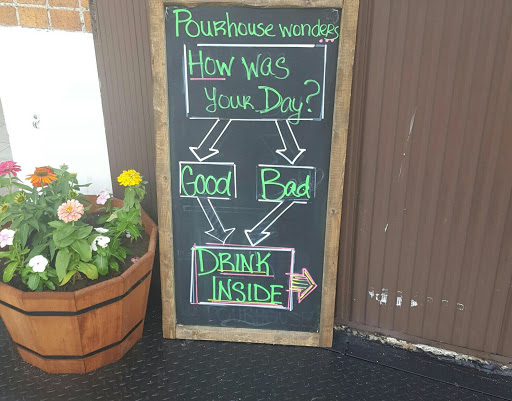 Pourhouse wonders
How was
your Day?
Good
Bad
DRINK
INSIDE